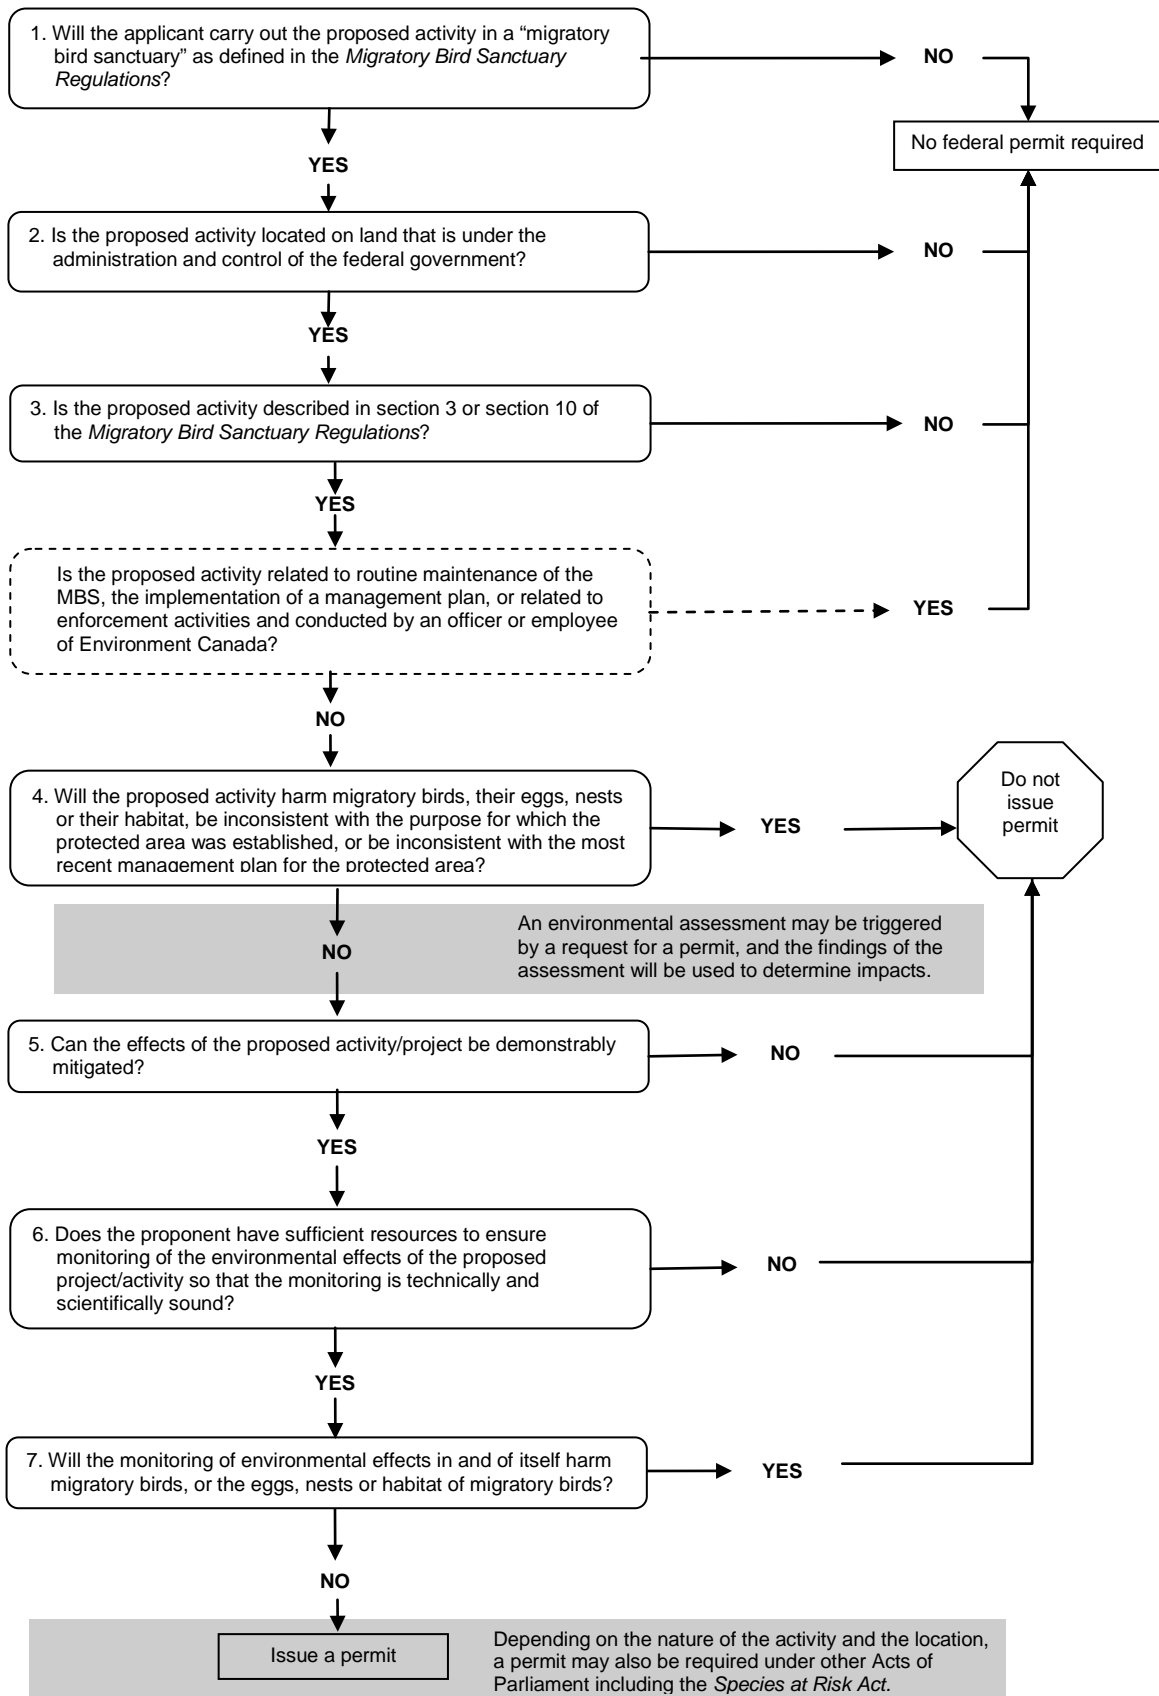 1. Will the applicant carry out the proposed activity in a “migratory
bird sanctuary” as defined in the Migratory Bird Sanctuary
Regulations?
NO
No federal permit required
YES
2. Is the proposed activity located on land that is under the
administration and control of the federal government?
NO
YES
3. Is the proposed activity described in section 3 or section 10 of
the Migratory Bird Sanctuary Regulations?
NO
YES
Is the proposed activity related to routine maintenance of the
MBS, the implementation of a management plan, or related to
enforcement activities and conducted by an officer or employee
of Environment Canada?
YES
NO
4. Will the proposed activity harm migratory birds, their eggs, nests
or their habitat, be inconsistent with the purpose for which the
protected area was established, or be inconsistent with the most
recent management plan for the protected area?
YES
Do not
issue
permit
NO
An environmental assessment may be triggered
by a request for a permit, and the findings of the
assessment will be used to determine impacts.
5. Can the effects of the proposed activity/project be demonstrably
mitigated?
NO
YES
6. Does the proponent have sufficient resources to ensure
monitoring of the environmental effects of the proposed
project/activity so that the monitoring is technically and
scientifically sound?
NO
YES
7. Will the monitoring of environmental effects in and of itself harm
migratory birds, or the eggs, nests or habitat of migratory birds?
YES
NO
Issue a permit
Depending on the nature of the activity and the location,
a permit may also be required under other Acts of
Parliament including the Species at Risk Act.